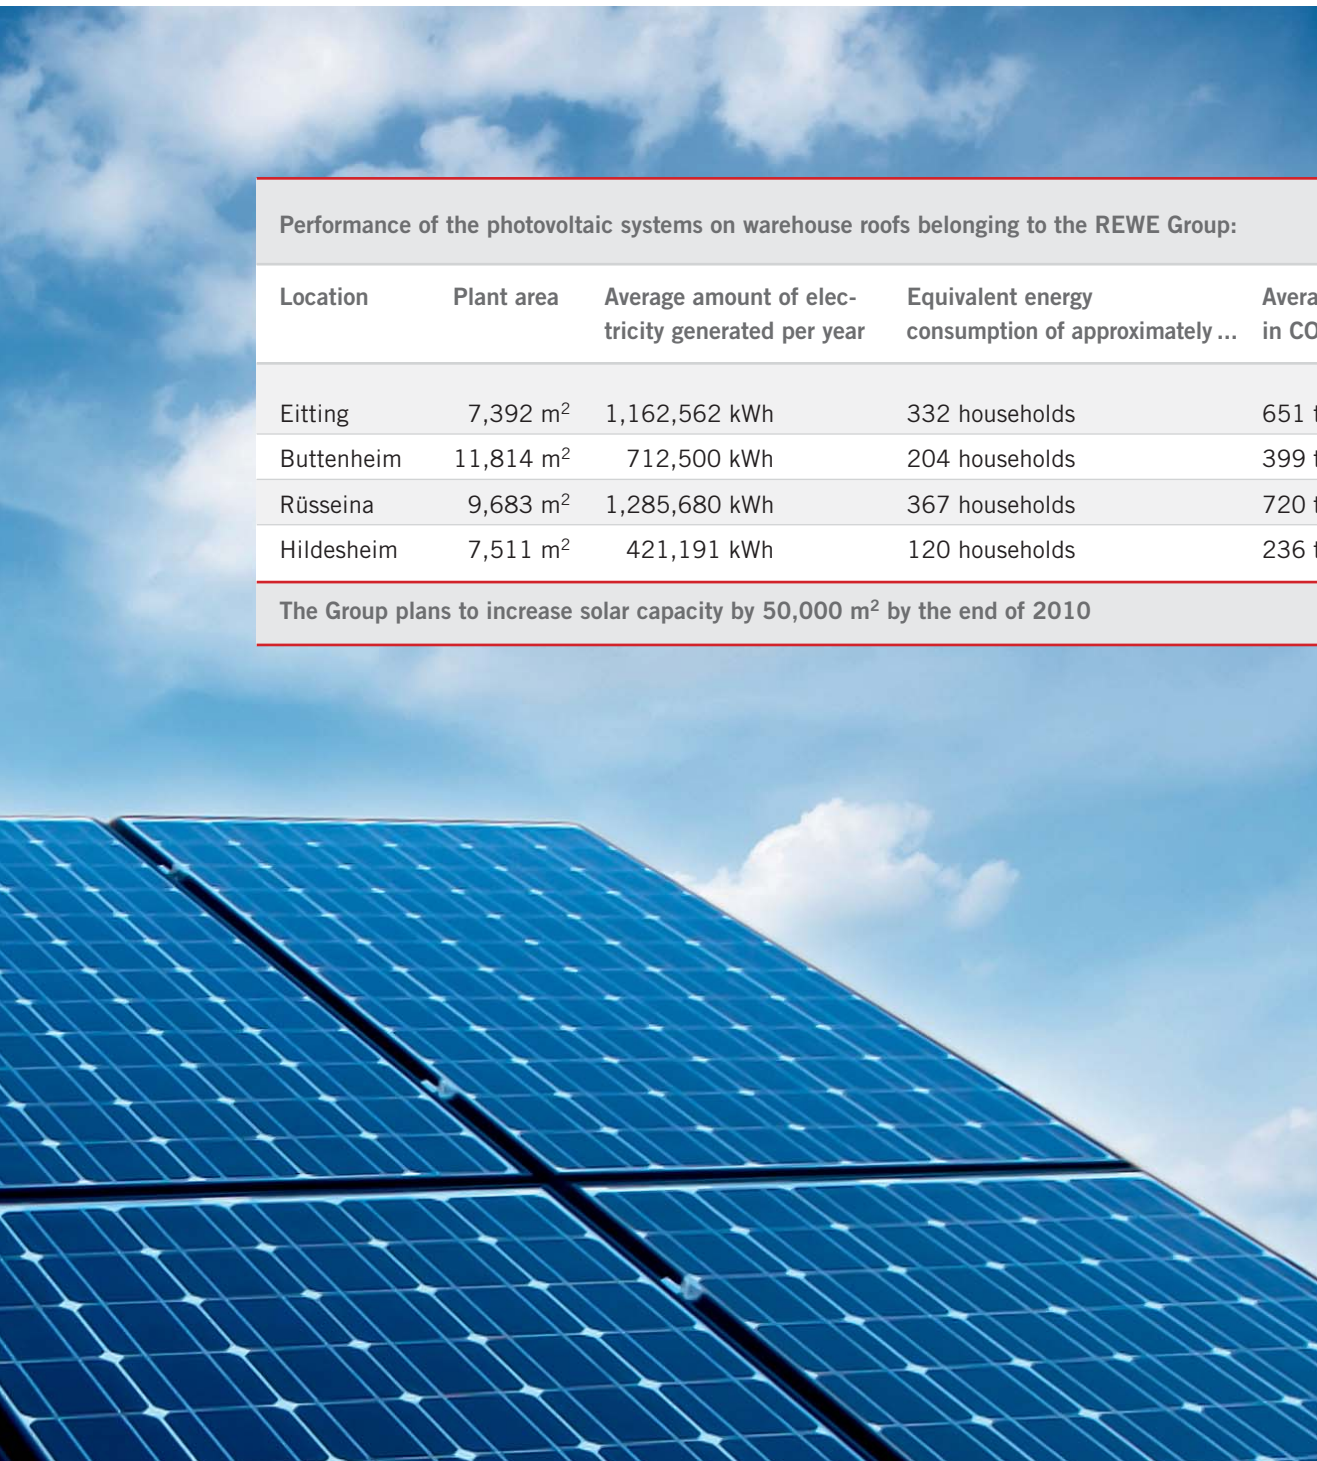 Performance of the photovoltaic systems on warehouse roofs belonging to the REWE Group:
Location Plant area Average amount of elec- Equivalent energy
tricity generated per year consumption of approximately ... in
Eitting 7,392 m² 1,162,562 kWh 332 households 651
Buttenheim 11,814 m² 712,500 kWh 204 households 399
Rüsseina 9,683 m² 1,285,680 kWh 367 households 720
Hildesheim 7,511 m² 421,191 kWh 120 households 236
The Group plans to increase solar capacity by 50,000 m² by the end of 2010